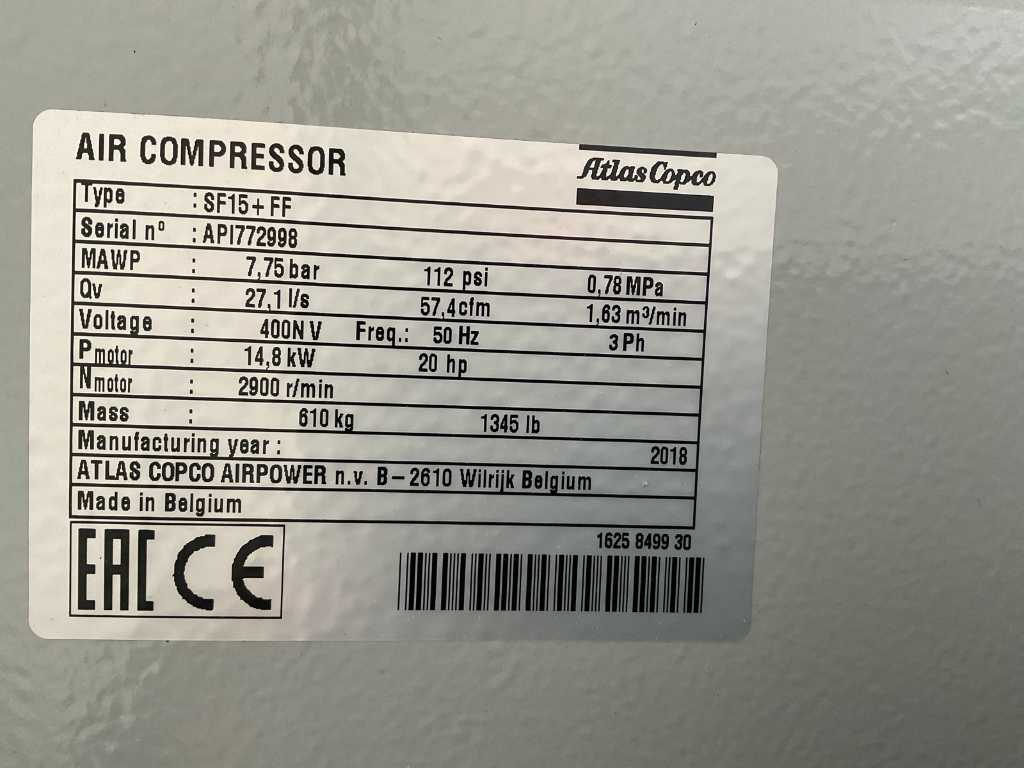 AIR COMPRESSOR
Atlas Copco
Type : SF15+FF
Serial nº : API772998
MAWP : 7,75 bar 112 psi 0,78 MPa
Qv : 27,1 l/s 57,4cfm 1,63 m³/min
Voltage : 400N V Freq.: 50 Hz 3 Ph
Pmotor : 14,8 kW 20 hp
Nmotor : 2900 r/min
Mass : 610 kg 1345 lb
Manufacturing year : 2018
ATLAS COPCO AIRPOWER n.v. B-2610 Wilrijk Belgium
Made in Belgium
EAC CE
1625 8499 30